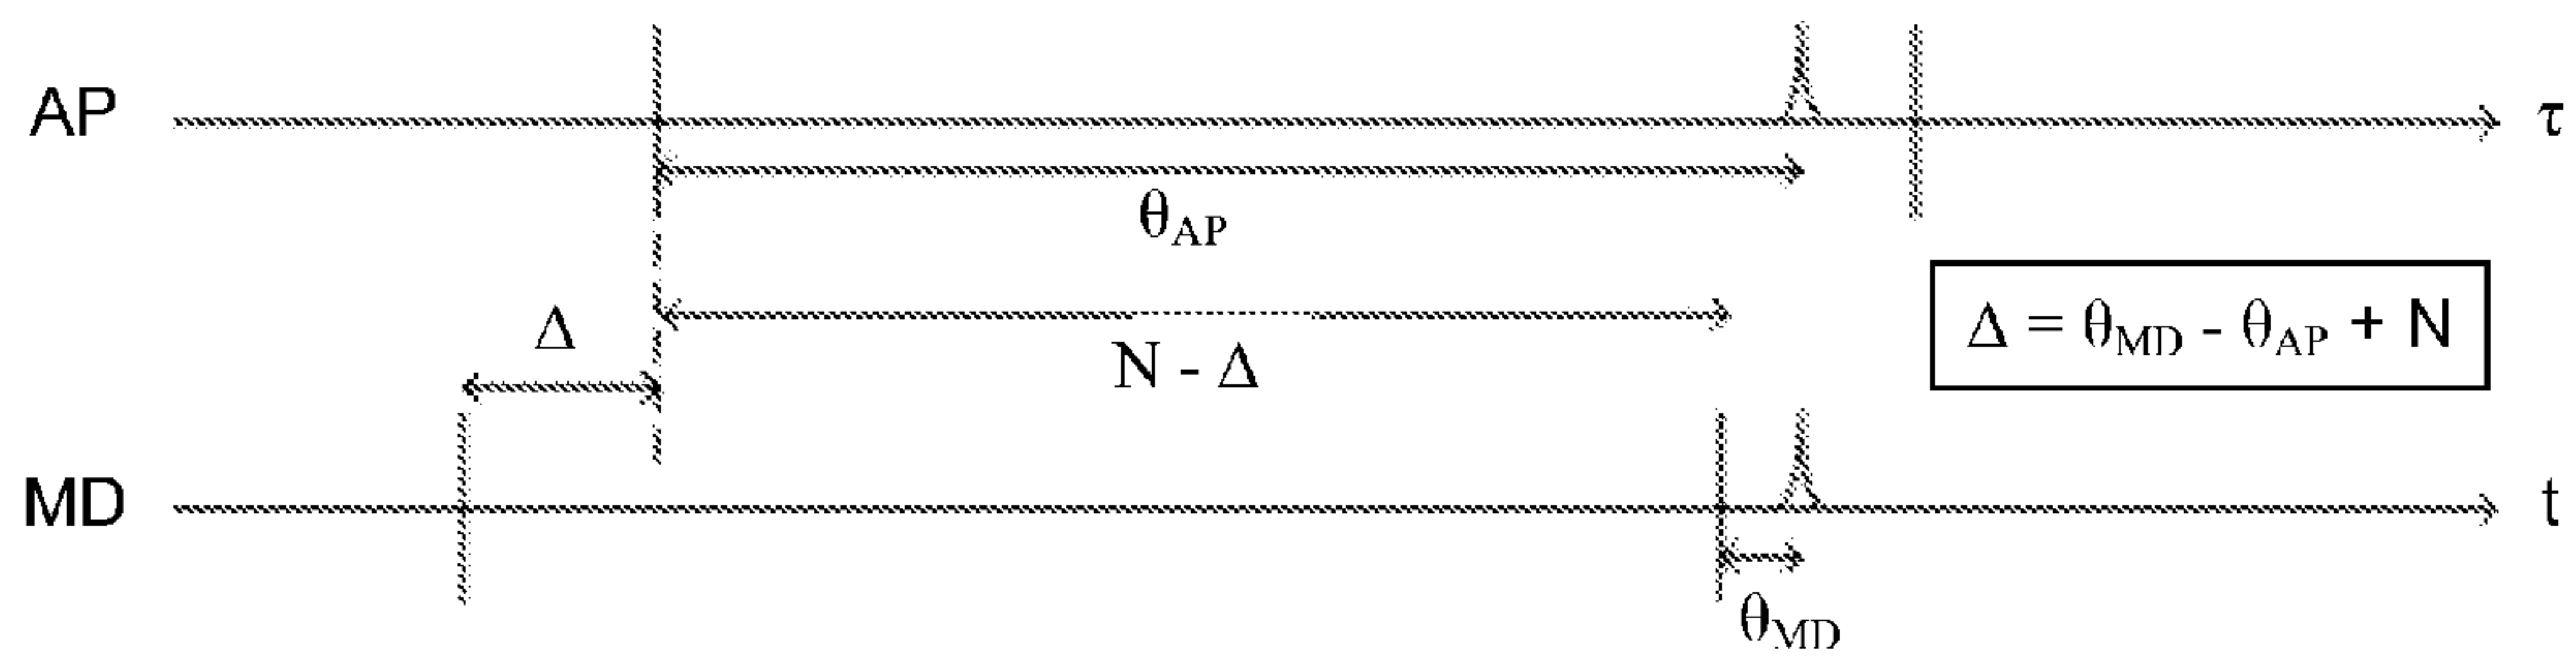 AP
τ
θAP
Δ
N - Δ
Δ = θMD - θAP + N
MD
t
θMD